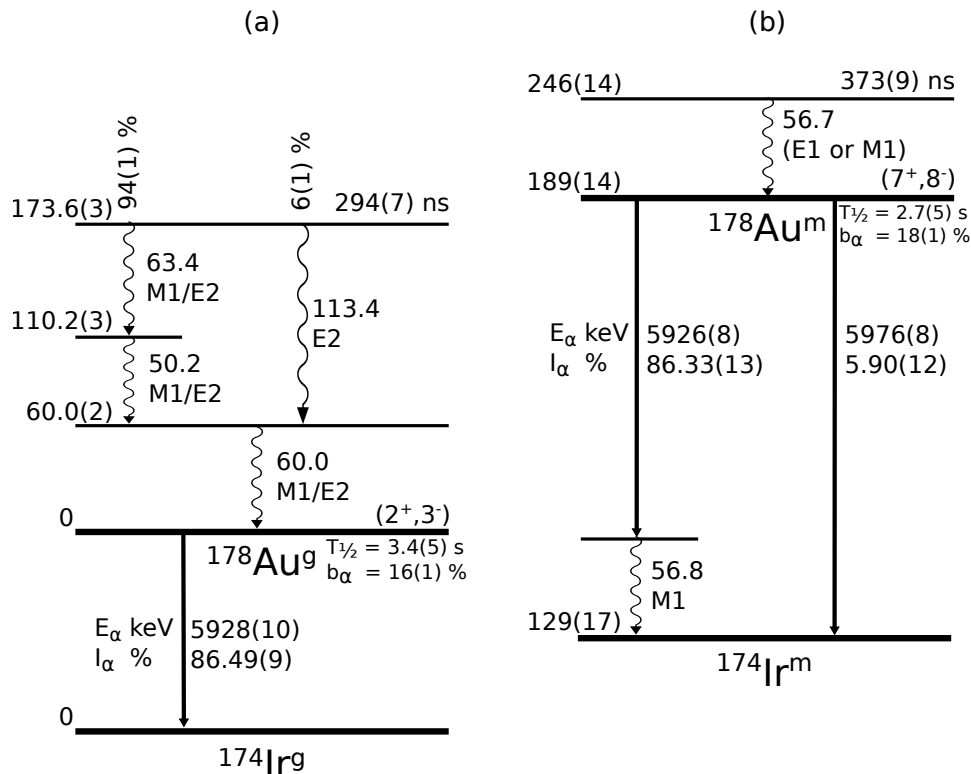 (a)
94(1) %
6(1) %
173.6(3)
294(7) ns
63.4
M1/E2
113.4
E2
110.2(3)
50.2
M1/E2
60.0(2)
60.0
M1/E2
0
(2⁺,3⁻)
¹⁷⁸Auᵍ
T½ = 3.4(5) s
bα = 16(1) %
Eα keV 5928(10)
Iα % 86.49(9)
0
¹⁷⁴Irᵍ
(b)
246(14)
373(9) ns
56.7
(E1 or M1)
189(14)
(7⁺,8⁻)
¹⁷⁸Auᵐ
T½ = 2.7(5) s
bα = 18(1) %
Eα keV 5926(8) 5976(8)
Iα % 86.33(13) 5.90(12)
56.8
M1
129(17)
¹⁷⁴Irᵐ